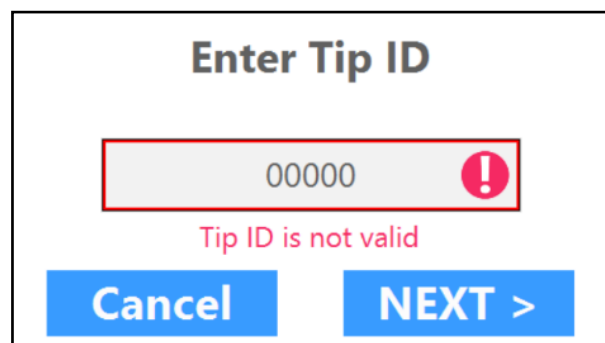 Enter Tip ID
00000
Tip ID is not valid
Cancel NEXT >